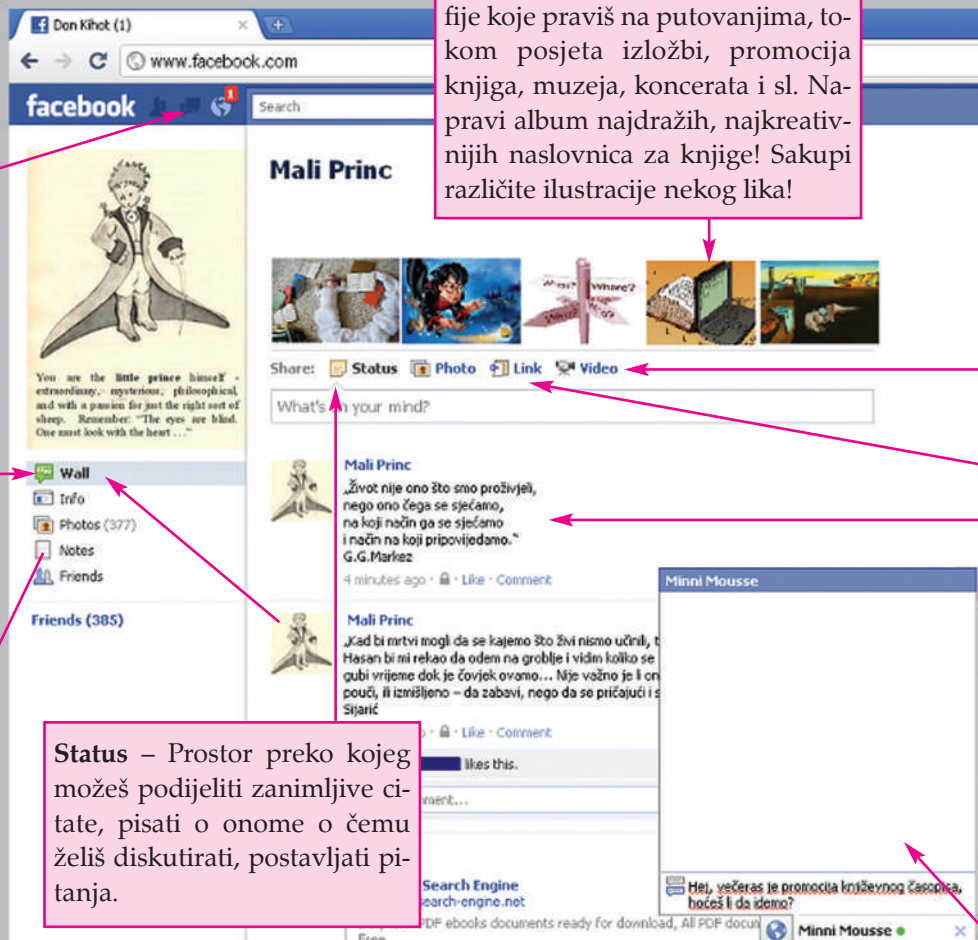 Don Kihot (1)
www.facebook.com
facebook
1
Search
fije koje praviš na putovanjima, to-
kom posjeta izložbi, promocija
knjiga, muzeja, koncerata i sl. Na-
pravi album najdražih, najkreativ-
nijih naslovnica za knjige! Sakupi
različite ilustracije nekog lika!
Mali Princ
Where?
You are the little prince himself -
extraordinary, mysterious, philosophical,
and with a passion for just the right sort of
sheep. Remember: "The eyes are blind.
One must look with the heart ..."
Share: Status Photo Link Video
What's on your mind?
Wall
Info
Photos (377)
Notes
Friends
Friends (385)
Mali Princ
„Život nije ono što smo proživjeli,
nego ono čega se sjećamo,
na koji način ga se sjećamo
i način na koji pripovijedamo.“
G.G.Markez
4 minutes ago · Like · Comment
Mali Princ
„Kad bi mrtvi mogli da se kajemo što živi nismo učinili, t
Hasan bi mi rekao da odem na groblje i vidim koliko se
gubi vrijeme dok je čovjek ovamo... Nije važno je li on
pouči, ili izmišljeno – da zabavi, nego da se pričajući i s
Sijarić
· Like · Comment
likes this.
mment...
Status – Prostor preko kojeg
možeš podijeliti zanimljive ci-
tate, pisati o onome o čemu
želiš diskutirati, postavljati pi-
tanja.
Search Engine
search-engine.net
PDF ebooks documents ready for download, All PDF docun
Free
Minni Mousse
Hej, večeras je promocija književnog časopisa,
hoćeš li da idemo?
Minni Mousse